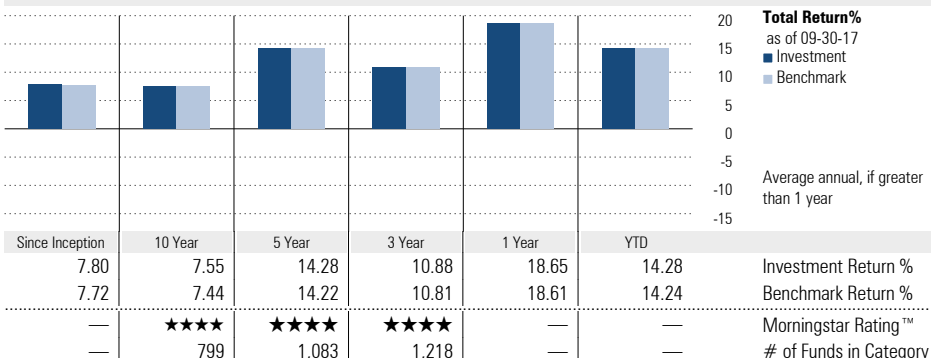 20
15
10
5
0
-5
-10
-15
Total Return%
as of 09-30-17
Investment
Benchmark
Average annual, if greater
than 1 year
Since Inception 10 Year 5 Year 3 Year 1 Year YTD
7.80 7.55 14.28 10.88 18.65 14.28 Investment Return %
7.72 7.44 14.22 10.81 18.61 14.24 Benchmark Return %
— ★★★★ ★★★★ ★★★★ — — Morningstar Rating™
— 799 1,083 1,218 — — # of Funds in Category